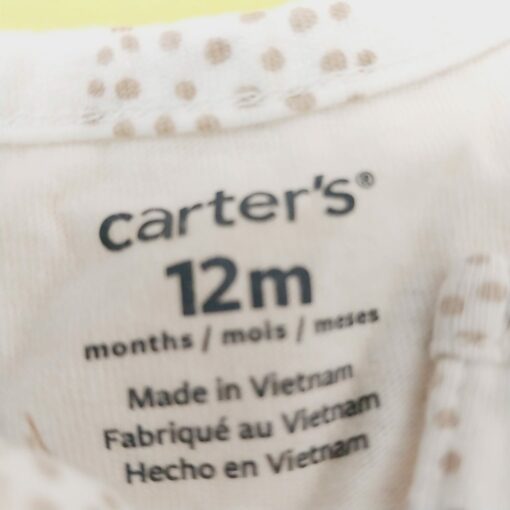 carter's®
12m
months / mois / meses
Made in Vietnam
Fabriqué au Vietnam
Hecho en Vietnam